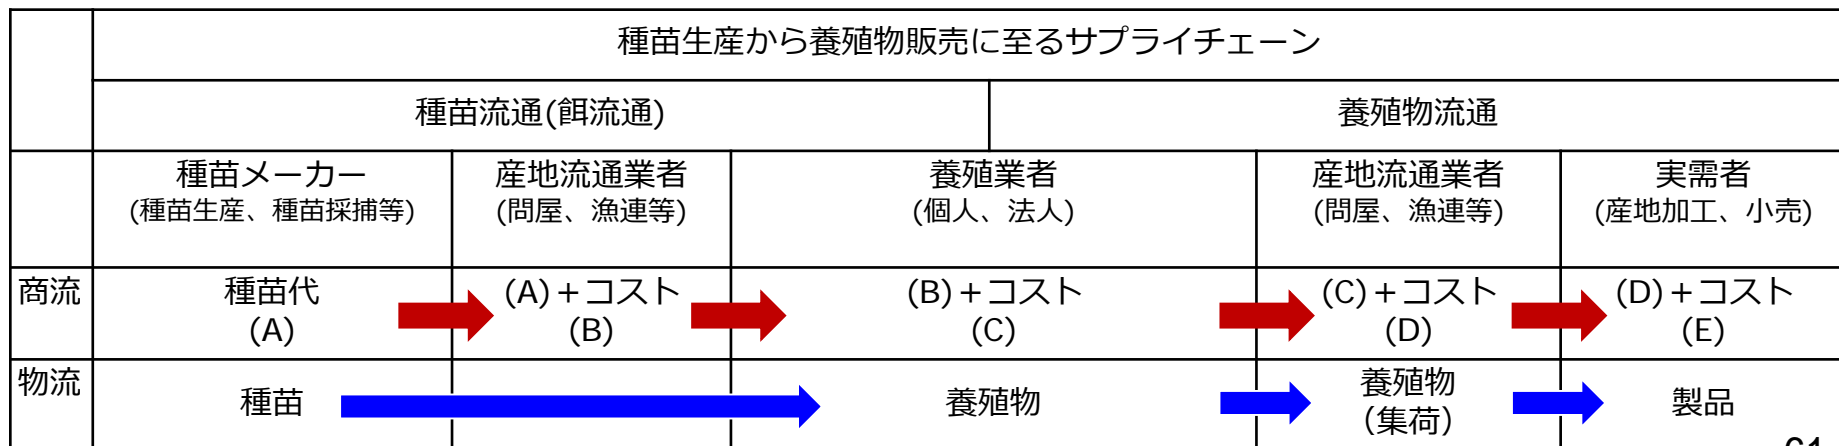 種苗生産から養殖物販売に至るサプライチェーン
種苗流通(餌流通)
養殖物流通
種苗メーカー
(種苗生産、種苗採捕等)
産地流通業者
(問屋、漁連等)
養殖業者
(個人、法人)
産地流通業者
(問屋、漁連等)
実需者
(産地加工、小売)
商流
種苗代
(A)
(A)+コスト
(B)
(B)+コスト
(C)
(C)+コスト
(D)
(D)+コスト
(E)
物流
種苗
養殖物
養殖物
(集荷)
製品